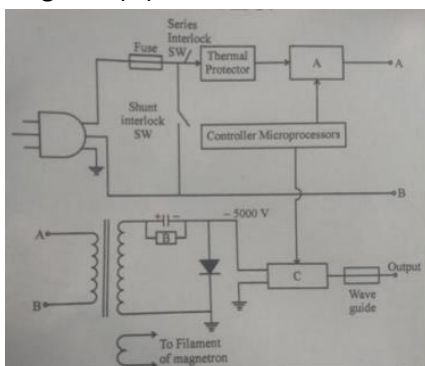 Series
Interlock
SW
Fuse
Thermal
Protector
A
A
Shunt
interlock
SW
Controller Microprocessors
B
+ −
B
− 5000 V
A
B
C
Output
Wave
guide
To Filament
of magnetron